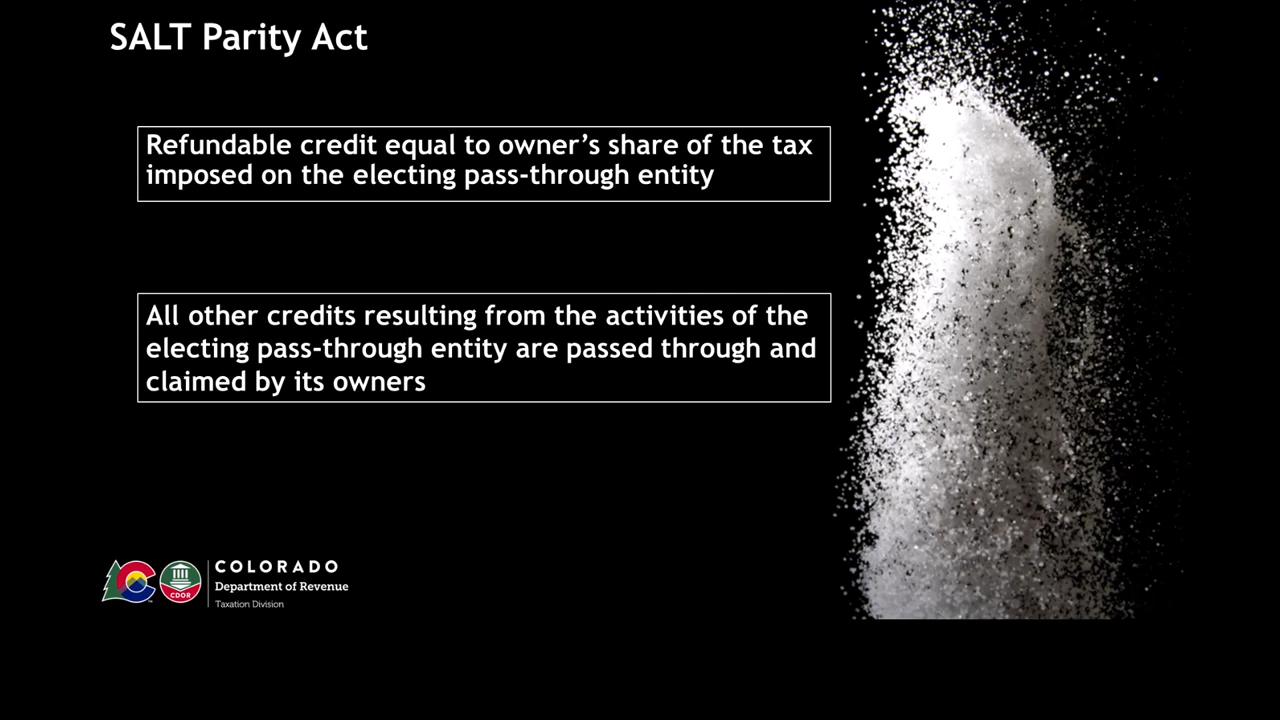 SALT Parity Act
Refundable credit equal to owner’s share of the tax
imposed on the electing pass-through entity
All other credits resulting from the activities of the
electing pass-through entity are passed through and
claimed by its owners
COLORADO
Department of Revenue
Taxation Division
CDOR